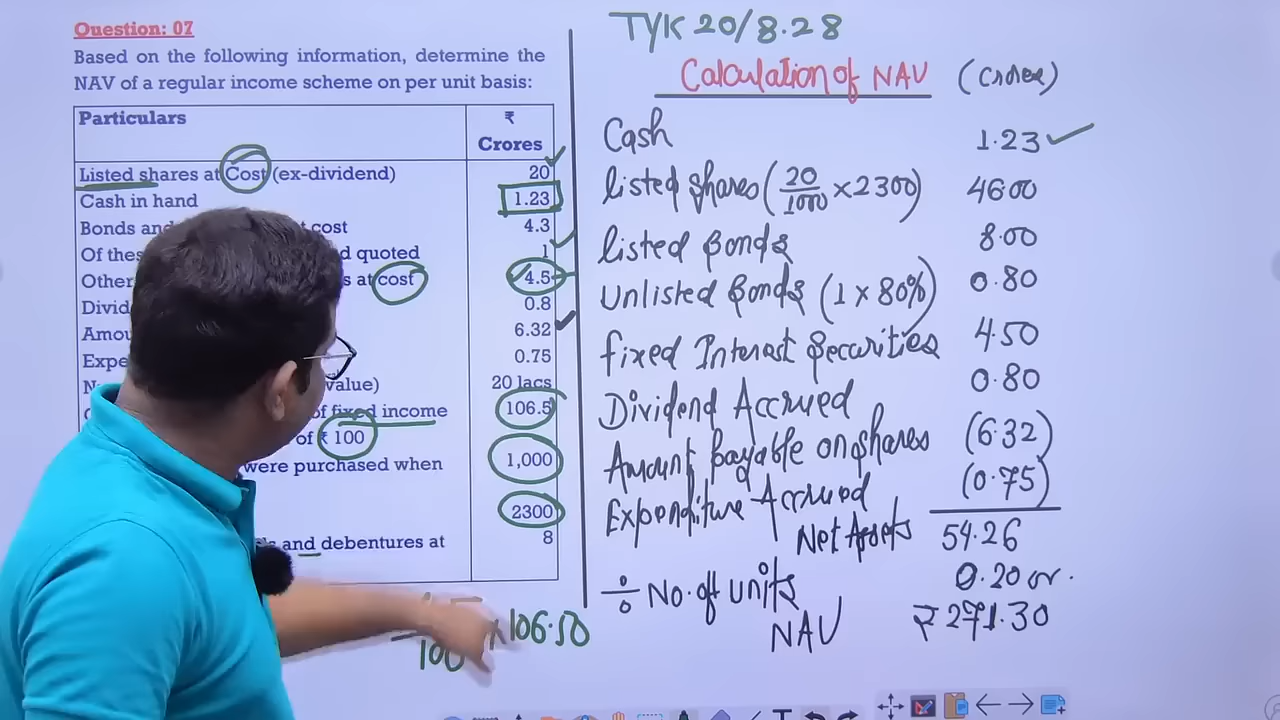 Question: 07
Based on the following information, determine the
NAV of a regular income scheme on per unit basis:
Particulars ₹
Crores
Listed shares at Cost (ex-dividend) 20
Cash in hand 1.23
Bonds and cost 4.3
Of these d quoted 1
Other s at cost 4.5
Divid 0.8
Amou 6.32
Expe 0.75
value) 20 lacs
of fixed income 106.5
of ₹ 100
were purchased when 1,000
2300
and debentures at 8
100 × 106.50
TYK 20/8.28
Calculation of NAV (Crores)
Cash 1.23
listed shares (20/1000 × 2300) 46.00
listed Bonds 8.00
Unlisted Bonds (1 × 80%) 0.80
fixed Interest Securities 4.50
Dividend Accrued 0.80
Amount payable on shares (6.32)
Expenditure Accrued (0.75)
Net Assets 54.26
÷ No. of units 0.20 cr.
NAV ₹ 271.30